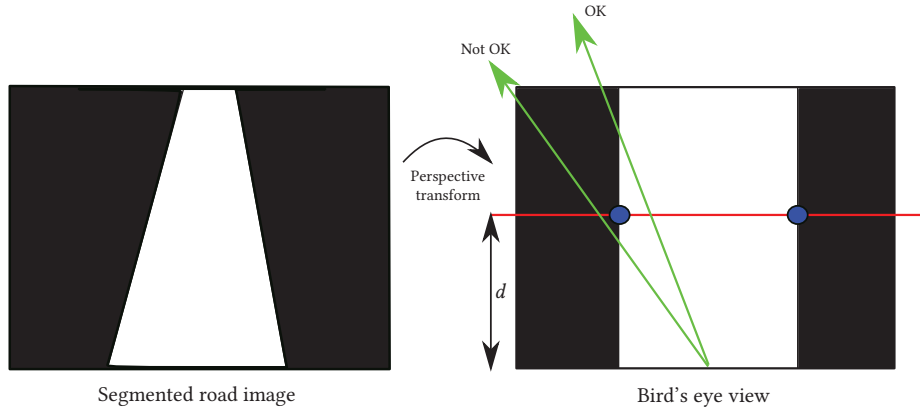 OK
Not OK
Perspective
transform
d
Segmented road image
Bird's eye view